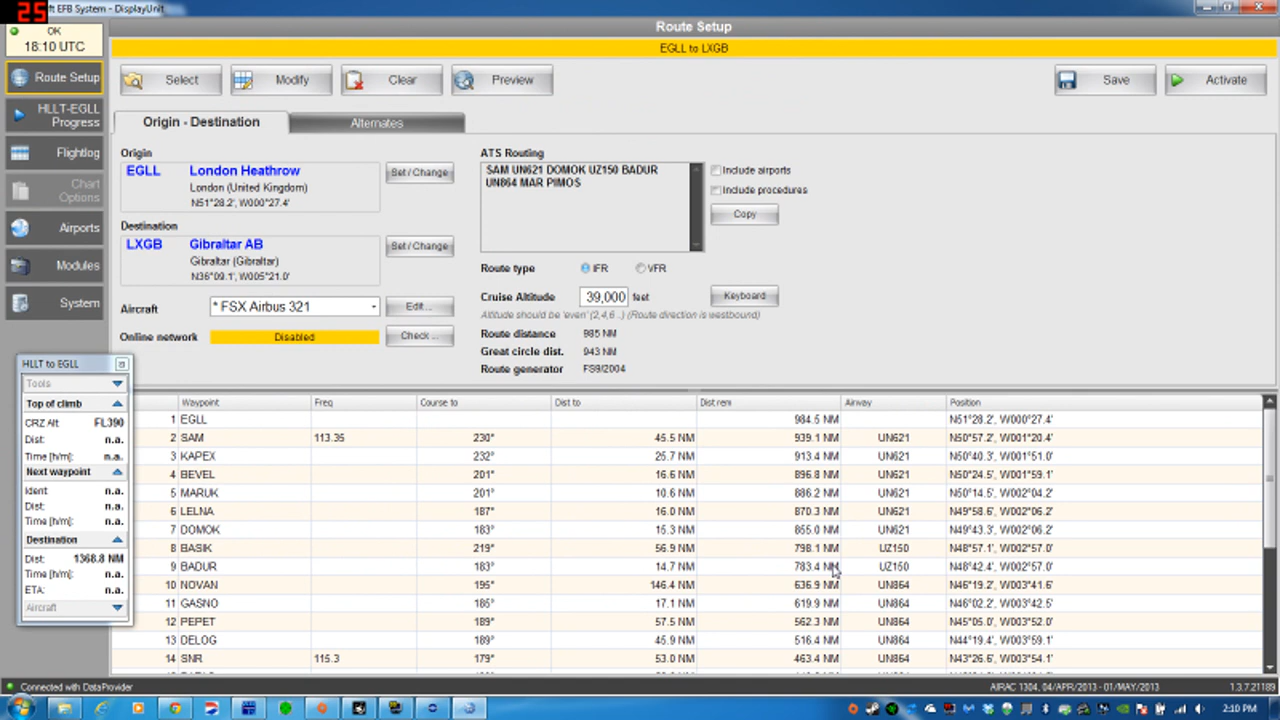 25
ft EFB System - DisplayUnit
OK
18:10 UTC
Route Setup
EGLL to LXGB
Select
Modify
Clear
Preview
Save
Activate
Route Setup
HLLT-EGLL
Progress
Flightlog
Chart
Options
Airports
Modules
System
Origin - Destination
Alternates
Origin
EGLL London Heathrow
London (United Kingdom)
N51°28.2', W000°27.4'
Set / Change
Destination
LXGB Gibraltar AB
Gibraltar (Gibraltar)
N36°09.1', W005°21.0'
Set / Change
Aircraft * FSX Airbus 321 Edit...
Online network Disabled Check ...
ATS Routing
SAM UN621 DOMOK UZ150 BADUR
UN864 MAR PIMOS
Include airports
Include procedures
Copy
Route type IFR VFR
Cruise Altitude 39,000 feet Keyboard
Altitude should be 'even' (2,4,6 ..) (Route direction is westbound)
Route distance 985 NM
Great circle dist. 943 NM
Route generator FS9/2004
HLLT to EGLL
Tools
Top of climb
CRZ Alt FL390
Dist: n.a.
Time [h/m]: n.a.
Next waypoint
Ident n.a.
Dist: n.a.
Time [h/m]: n.a.
Destination
Dist: 1368.8 NM
Time [h/m]: n.a.
ETA: n.a.
Aircraft
Waypoint Freq Course to Dist to Dist rem Airway Position
1 EGLL 984.5 NM N51°28.2', W000°27.4'
2 SAM 113.35 230° 45.5 NM 939.1 NM UN621 N50°57.2', W001°20.4'
3 KAPEX 232° 25.7 NM 913.4 NM UN621 N50°40.3', W001°51.0'
4 BEVEL 201° 16.6 NM 896.8 NM UN621 N50°24.5', W001°59.1'
5 MARUK 201° 10.6 NM 886.2 NM UN621 N50°14.5', W002°04.2'
6 LELNA 187° 16.0 NM 870.3 NM UN621 N49°58.6', W002°06.2'
7 DOMOK 183° 15.3 NM 855.0 NM UN621 N49°43.3', W002°06.2'
8 BASIK 219° 56.9 NM 798.1 NM UZ150 N48°57.1', W002°57.0'
9 BADUR 183° 14.7 NM 783.4 NM UZ150 N48°42.4', W002°57.0'
10 NOVAN 195° 146.4 NM 636.9 NM UN864 N46°19.2', W003°41.6'
11 GASNO 185° 17.1 NM 619.9 NM UN864 N46°02.2', W003°42.5'
12 PEPET 189° 57.5 NM 562.3 NM UN864 N45°05.0', W003°52.0'
13 DELOG 189° 45.9 NM 516.4 NM UN864 N44°19.4', W003°59.1'
14 SNR 115.3 179° 53.0 NM 463.4 NM UN864 N43°26.6', W003°54.1'
Connected with DataProvider
AIRAC 1304, 04/APR/2013 - 01/MAY/2013
1.3.7.21189
2:10 PM